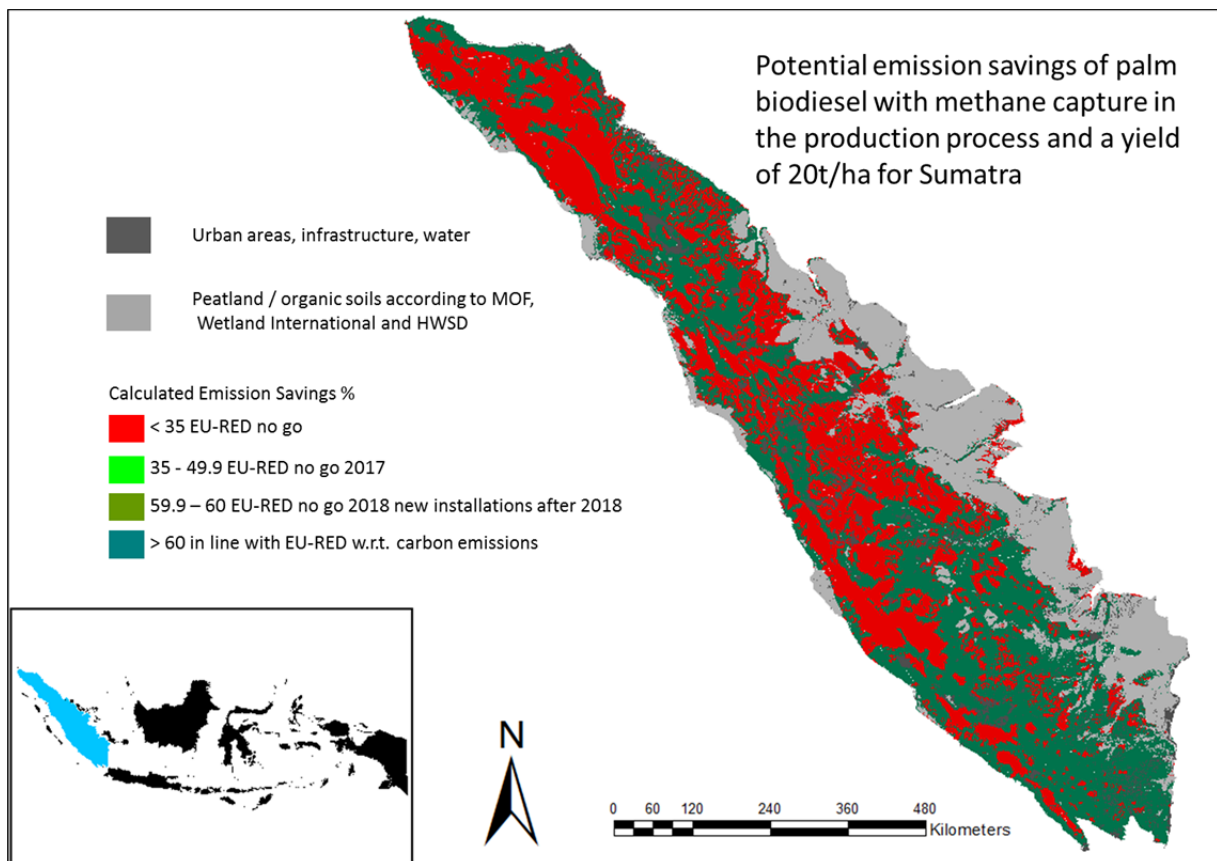 Potential emission savings of palm
biodiesel with methane capture in
the production process and a yield
of 20t/ha for Sumatra
Urban areas, infrastructure, water
Peatland / organic soils according to MOF,
Wetland International and HWSD
Calculated Emission Savings %
< 35 EU-RED no go
35 - 49.9 EU-RED no go 2017
59.9 – 60 EU-RED no go 2018 new installations after 2018
> 60 in line with EU-RED w.r.t. carbon emissions
N
0 60 120 240 360 480
Kilometers